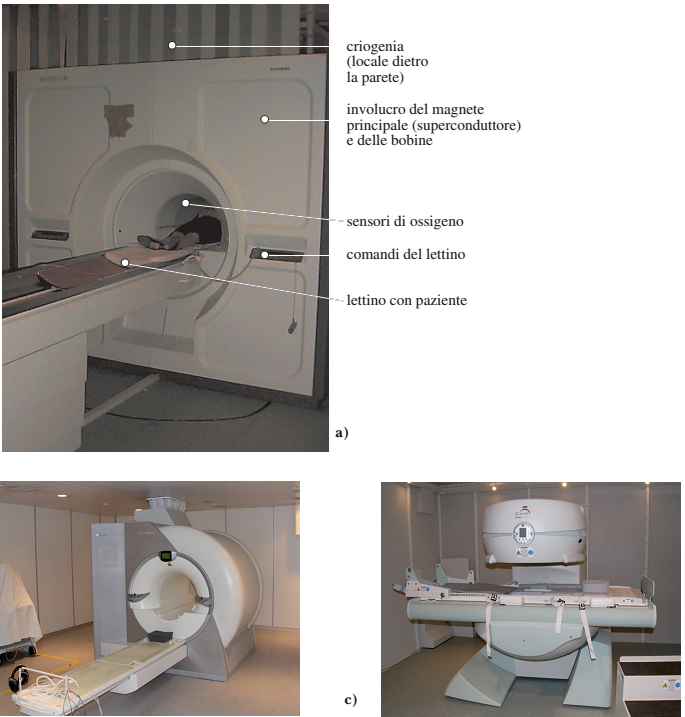 criogenia
(locale dietro
la parete)
involucro del magnete
principale (superconduttore)
e delle bobine
sensori di ossigeno
comandi del lettino
lettino con paziente
a)
c)